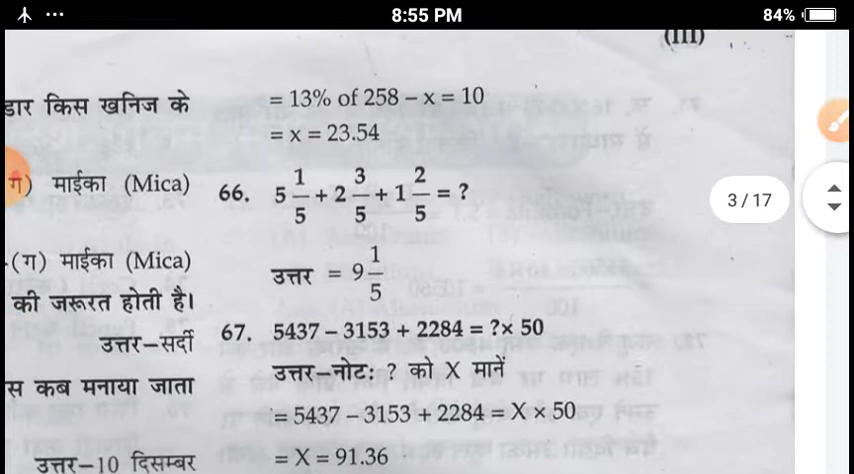 8:55 PM
84%
(III)
डार किस खनिज के
ग) माईका (Mica)
(ग) माईका (Mica)
की जरूरत होती है।
उत्तर–सर्दी
स कब मनाया जाता
उत्तर–10 दिसम्बर
= 13% of 258 – x = 10
= x = 23.54
66. 5 1/5 + 2 3/5 + 1 2/5 = ?
उत्तर = 9 1/5
67. 5437 – 3153 + 2284 = ?× 50
उत्तर–नोटः ? को X मानें
= 5437 – 3153 + 2284 = X × 50
= X = 91.36
3 / 17